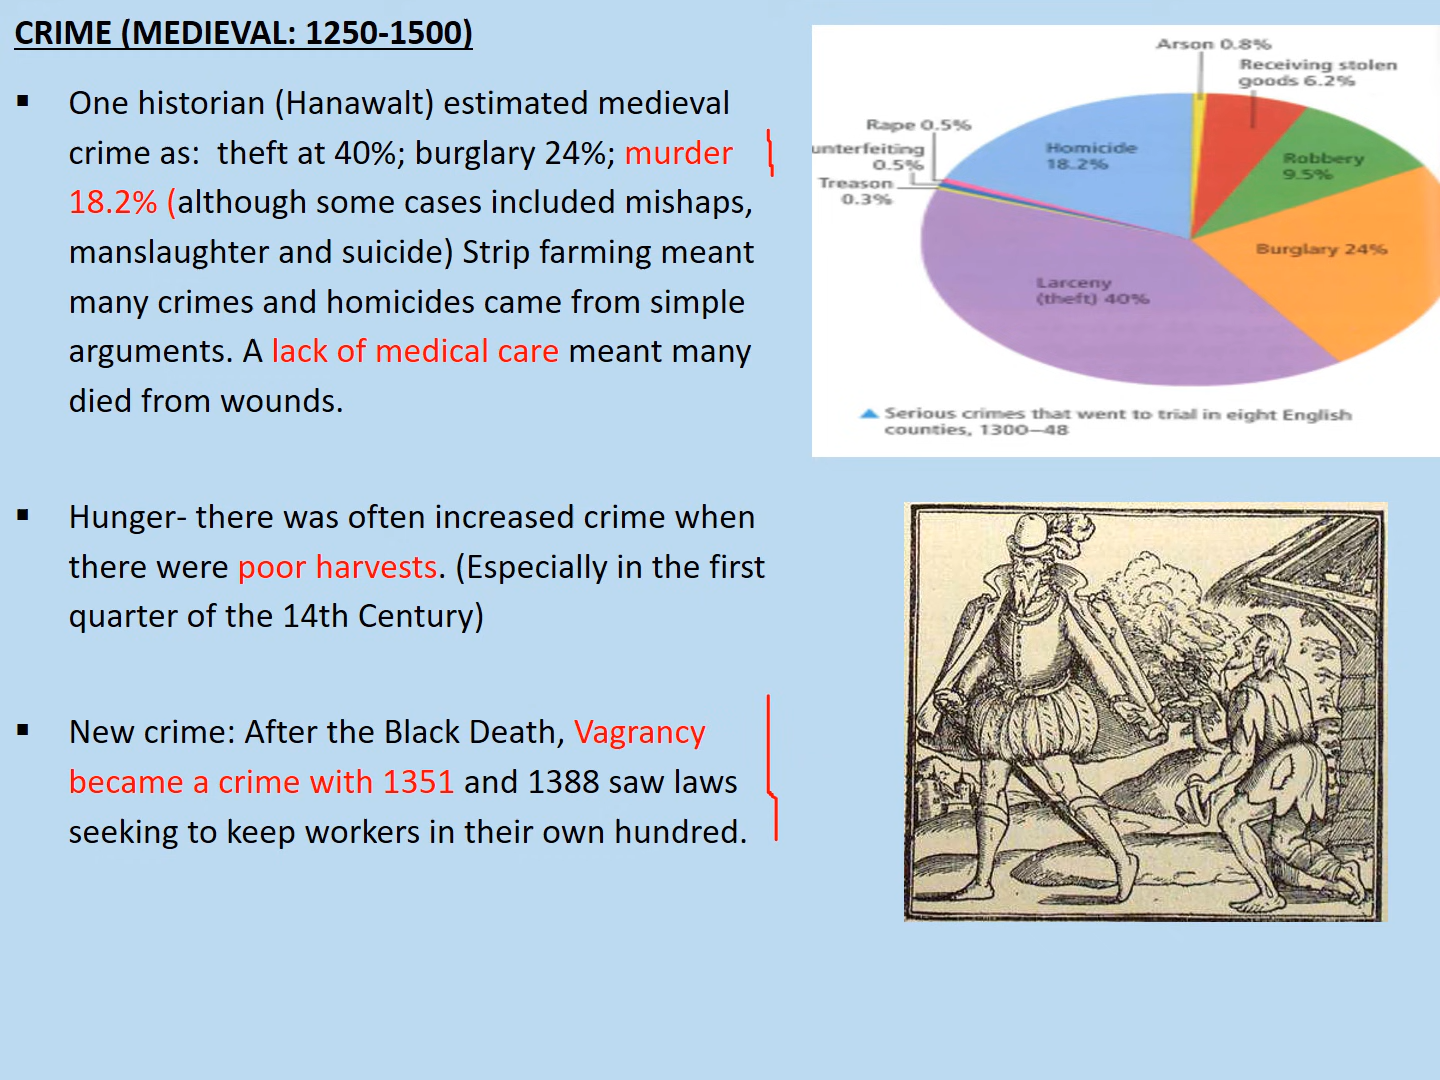 CRIME (MEDIEVAL: 1250-1500)
▪ One historian (Hanawalt) estimated medieval
crime as:  theft at 40%; burglary 24%; murder
18.2% (although some cases included mishaps,
manslaughter and suicide) Strip farming meant
many crimes and homicides came from simple
arguments. A lack of medical care meant many
died from wounds.
▪ Hunger- there was often increased crime when
there were poor harvests. (Especially in the first
quarter of the 14th Century)
▪ New crime: After the Black Death, Vagrancy
became a crime with 1351 and 1388 saw laws
seeking to keep workers in their own hundred.
Arson 0.8%
Receiving stolen
goods 6.2%
Rape 0.5%
unterfeiting
0.5%
Treason
0.3%
Homicide
18.2%
Robbery
9.5%
Burglary 24%
Larceny
(theft) 40%
Serious crimes that went to trial in eight English
counties, 1300–48